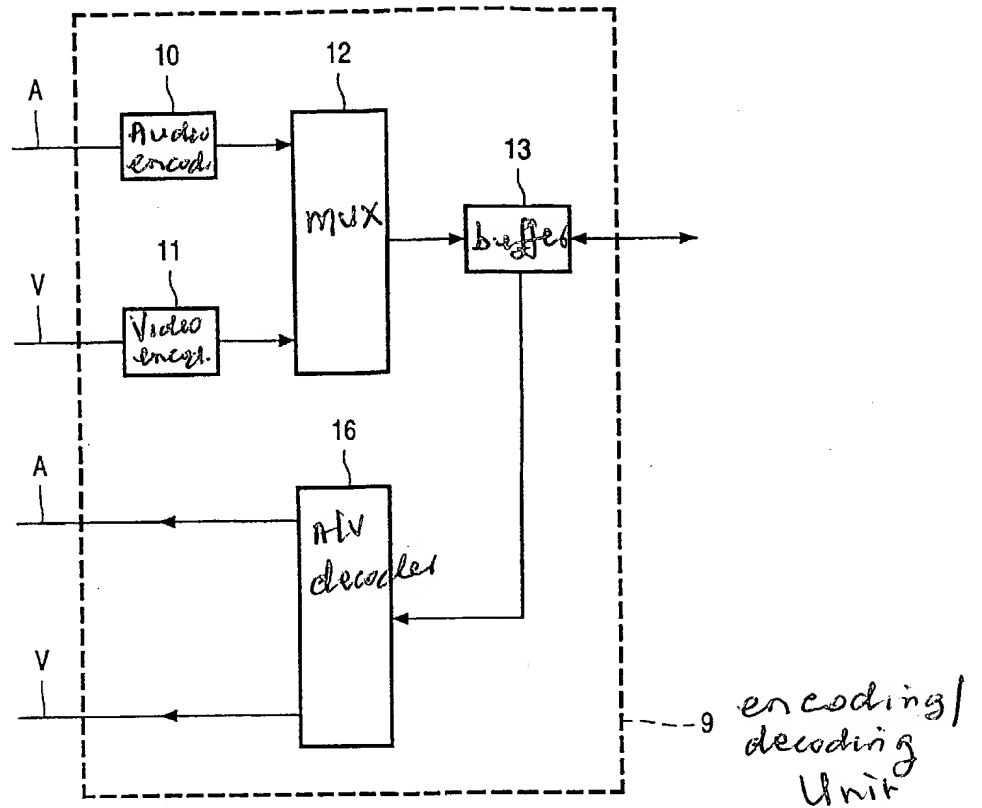 10
12
A
Audio
encod.
13
MUX
buffer
11
V
Video
encod.
16
A
A/V
decoder
V
9
encoding/
decoding
Unit